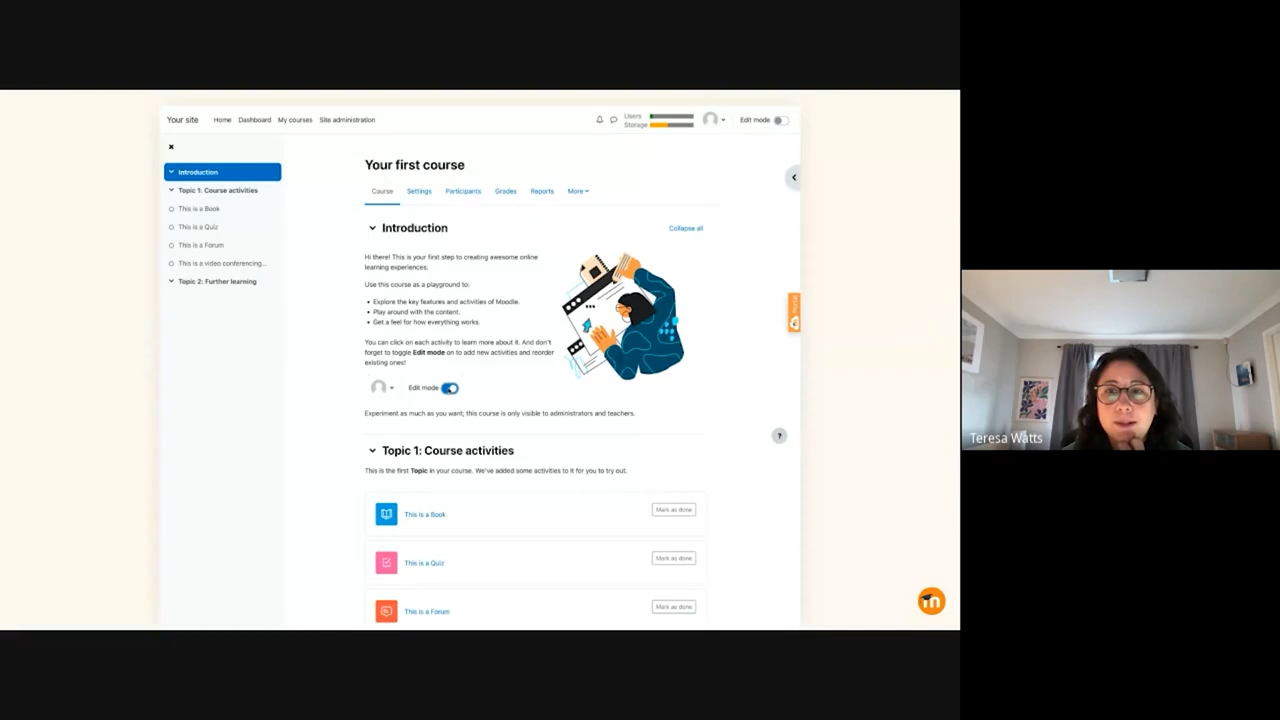 Your site
Home
Dashboard
My courses
Site administration
Users
Storage
Edit mode
Introduction
Topic 1: Course activities
This is a Book
This is a Quiz
This is a Forum
This is a video conferencing...
Topic 2: Further learning
Your first course
Course
Settings
Participants
Grades
Reports
More
Introduction
Collapse all
Hi there! This is your first step to creating awesome online
learning experiences.
Use this course as a playground to:
• Explore the key features and activities of Moodle.
• Play around with the content.
• Get a feel for how everything works.
You can click on each activity to learn more about it. And don't
forget to toggle Edit mode on to add new activities and reorder
existing ones!
Edit mode
Experiment as much as you want; this course is only visible to administrators and teachers.
?
Topic 1: Course activities
This is the first Topic in your course. We've added some activities to it for you to try out.
This is a Book
Mark as done
This is a Quiz
Mark as done
This is a Forum
Mark as done
m
Teresa Watts